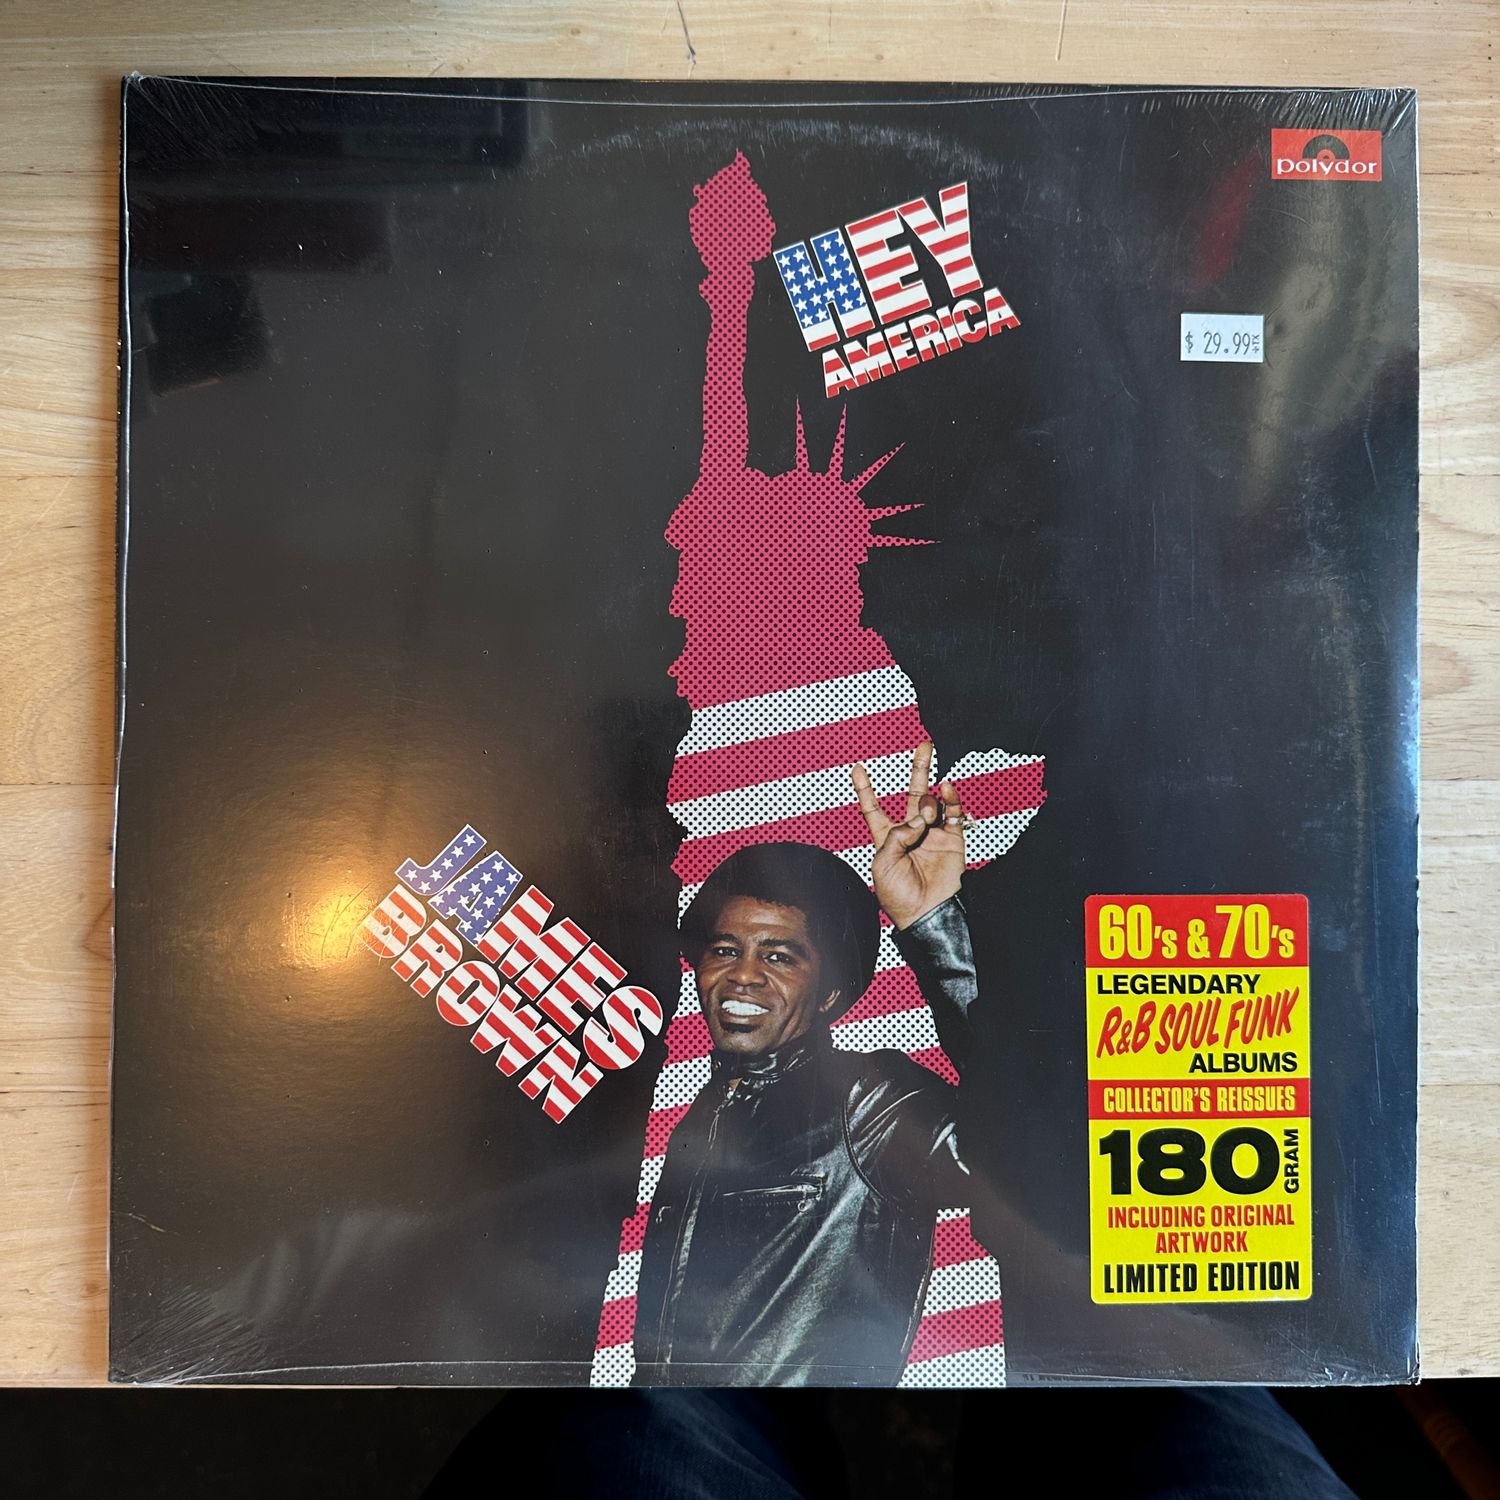 polydor
HEY
AMERICA
$ 29.99 +TX
JAMES
BROWN
60's & 70's
LEGENDARY
R&B SOUL FUNK
ALBUMS
COLLECTOR'S REISSUES
180 GRAM
INCLUDING ORIGINAL
ARTWORK
LIMITED EDITION